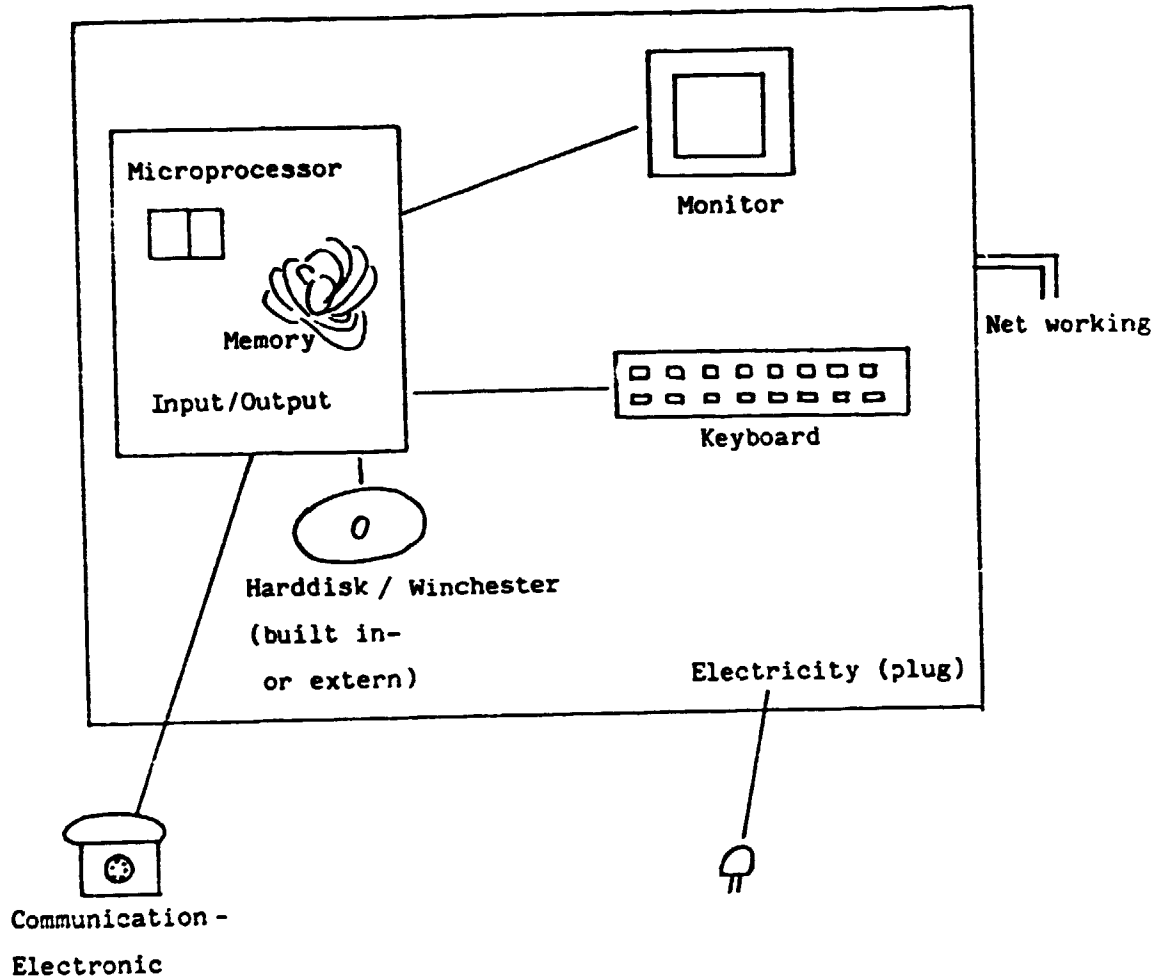 Microprocessor
Monitor
Memory
Net working
Input/Output
Keyboard
Harddisk / Winchester
(built in-
or extern)
Electricity (plug)
Communication -
Electronic